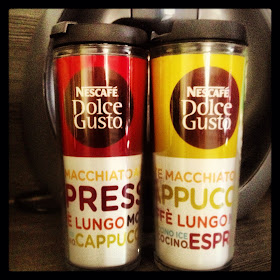 NESCAFÉ
Dolce
Gusto
MACCHIATO
PRESS
E LUNGO MO
CAPPUCC
NESCAFÉ
Dolce
Gusto
E MACCHIATO
APPUCC
FFÈ LUNGO
OCINO ESPR